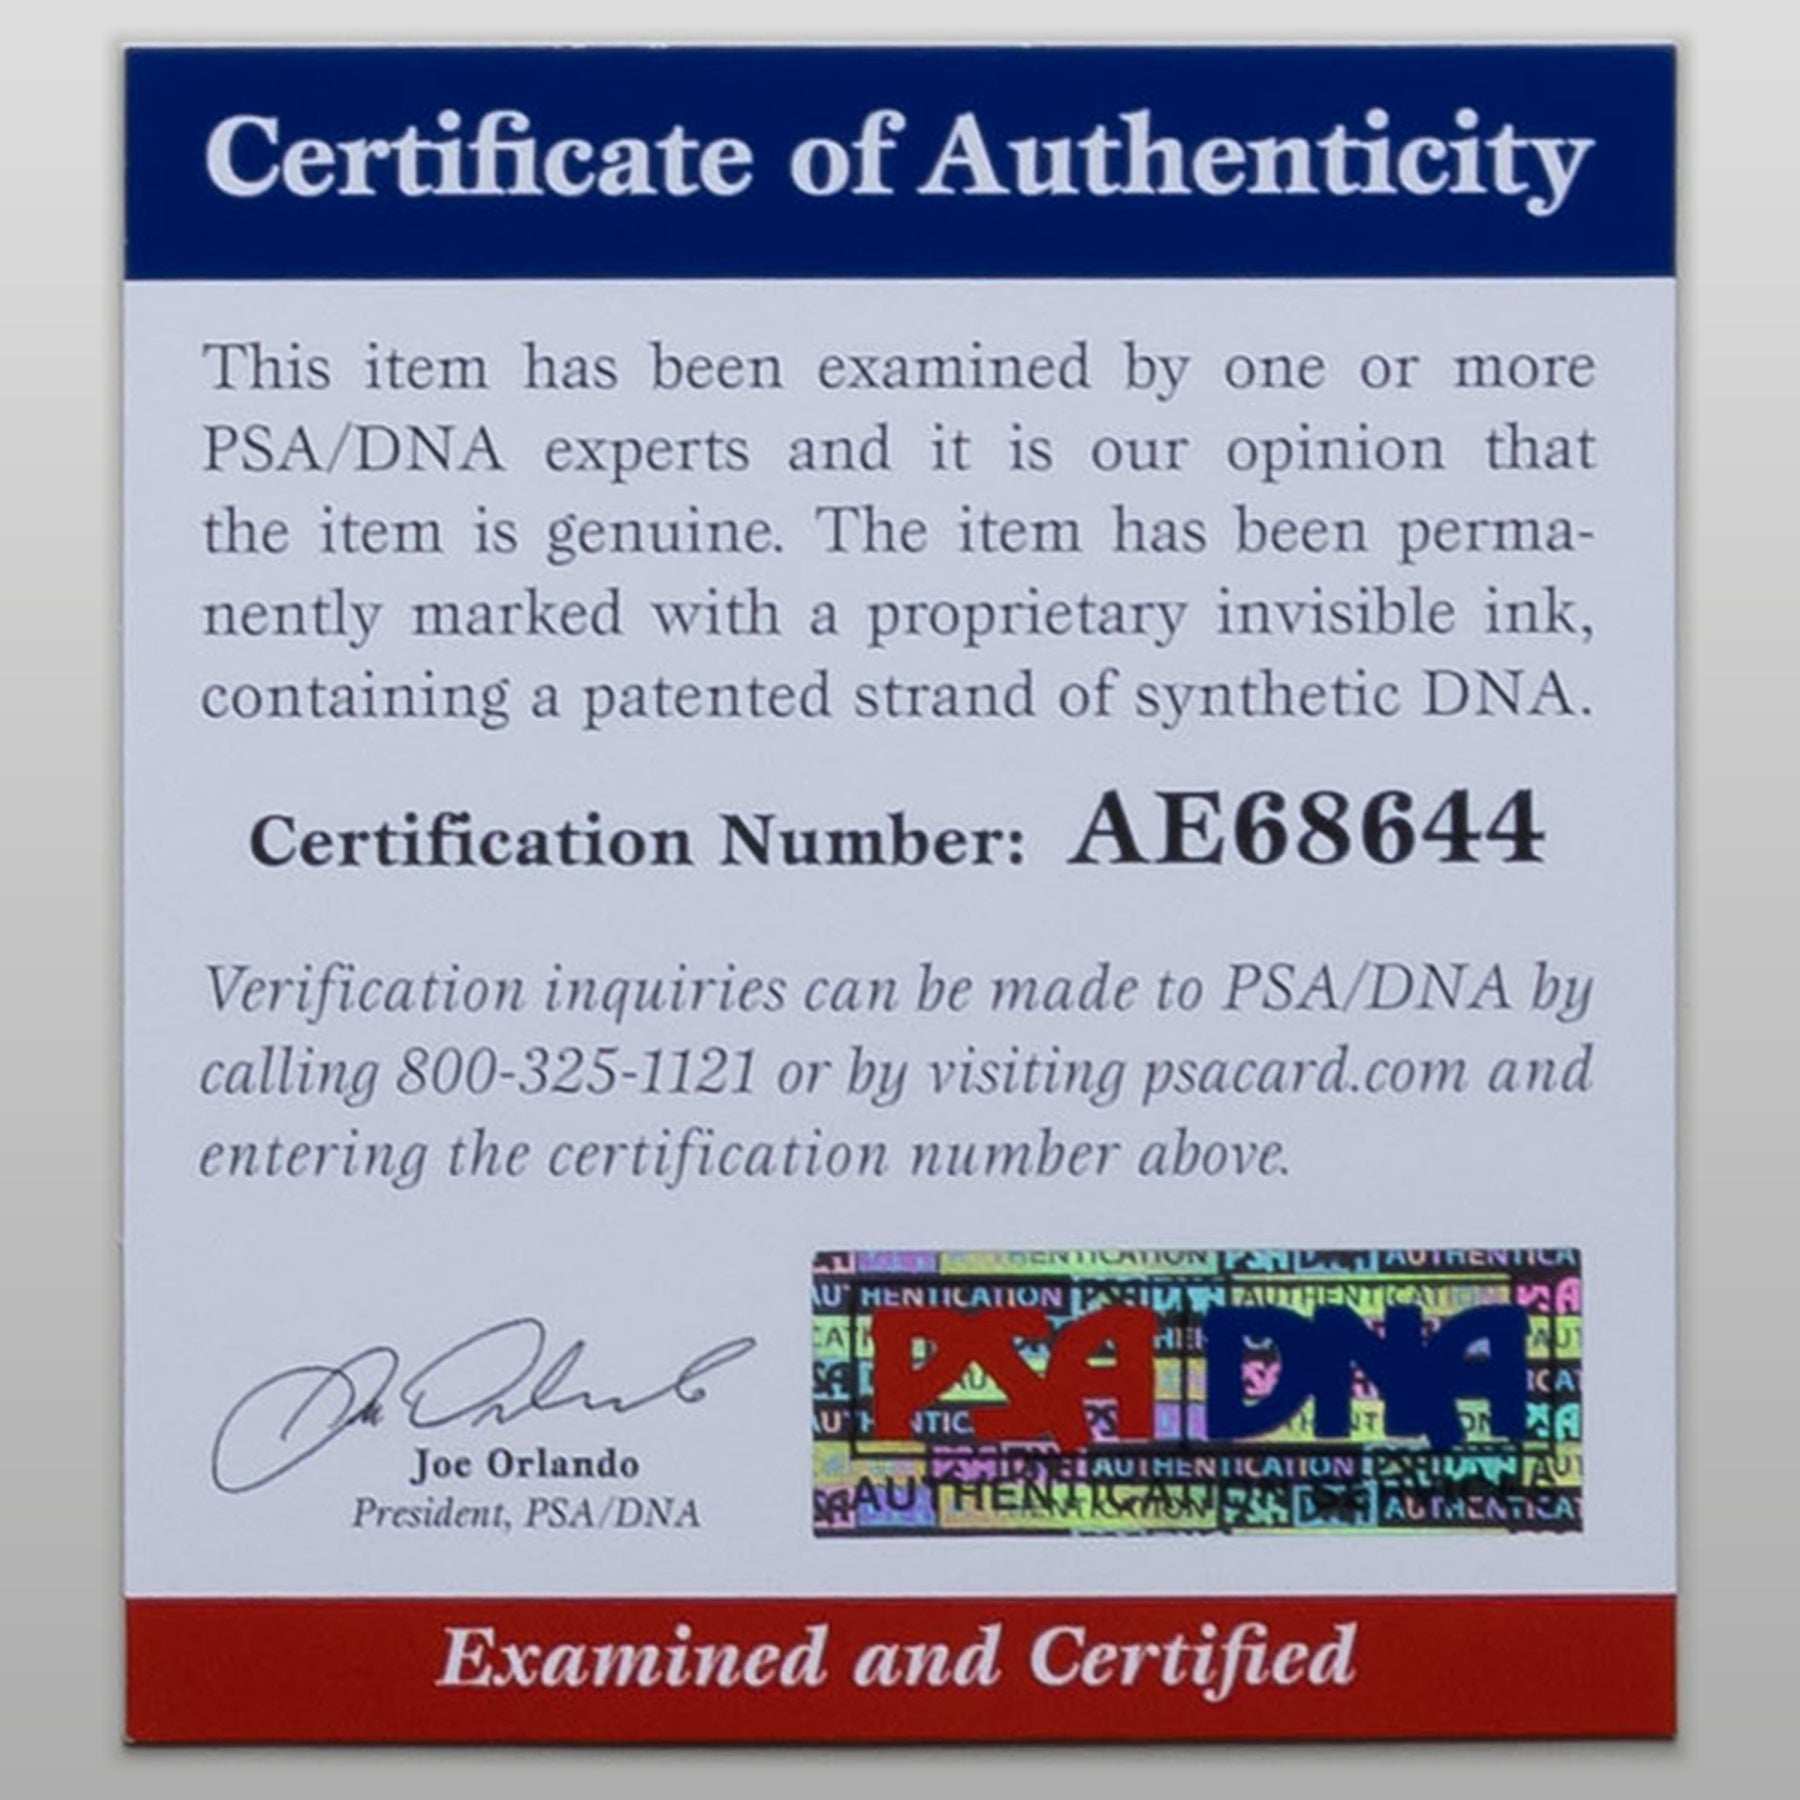 Certificate of Authenticity
This item has been examined by one or more
PSA/DNA experts and it is our opinion that
the item is genuine. The item has been perma-
nently marked with a proprietary invisible ink,
containing a patented strand of synthetic DNA.
Certification Number: AE68644
Verification inquiries can be made to PSA/DNA by
calling 800-325-1121 or by visiting psacard.com and
entering the certification number above.
Joe Orlando
President, PSA/DNA
PSA DNA
Examined and Certified